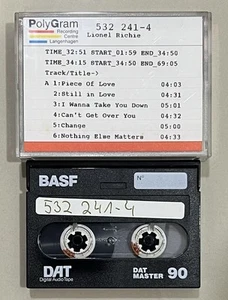 PolyGram
Recording
Centre
Langenhagen
532 241-4
Lionel Richie
TIME_32:51 START_01:59 END_34:50
TIME_34:15 START_34:50 END_69:05
Track/Title->
A 1:Piece Of Love 04:03
2:Still in Love 04:31
3:I Wanna Take You Down 05:01
4:Can't Get Over You 04:32
5:Change 05:00
6:Nothing Else Matters 04:33
BASF
N°
532 241-4
DAT
Digital Audio Tape
DAT
MASTER 90